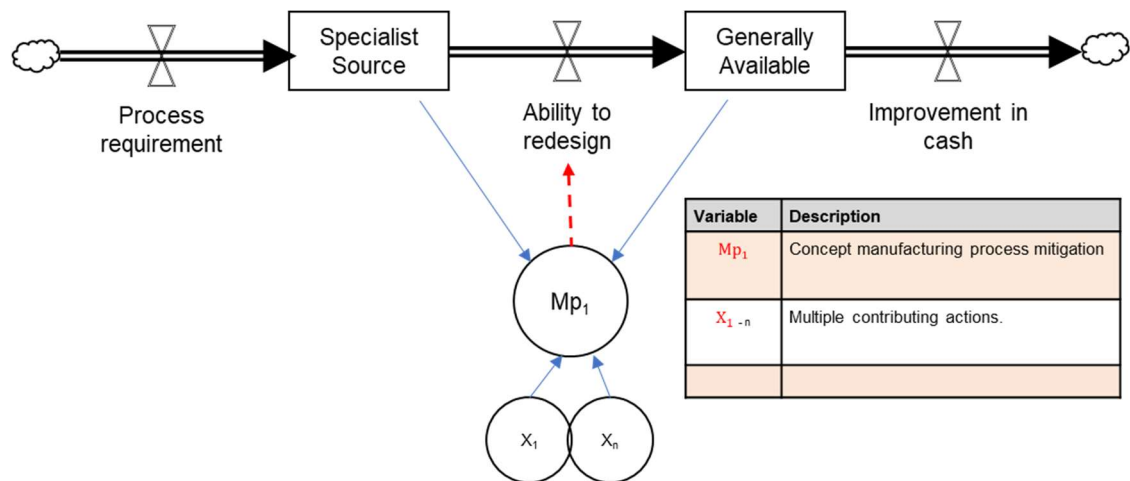 Specialist
Source
Generally
Available
Process
requirement
Ability to
redesign
Improvement in
cash
Variable Description
Mp₁ Concept manufacturing process mitigation
X₁ - n Multiple contributing actions.
Mp₁
X₁ Xₙ